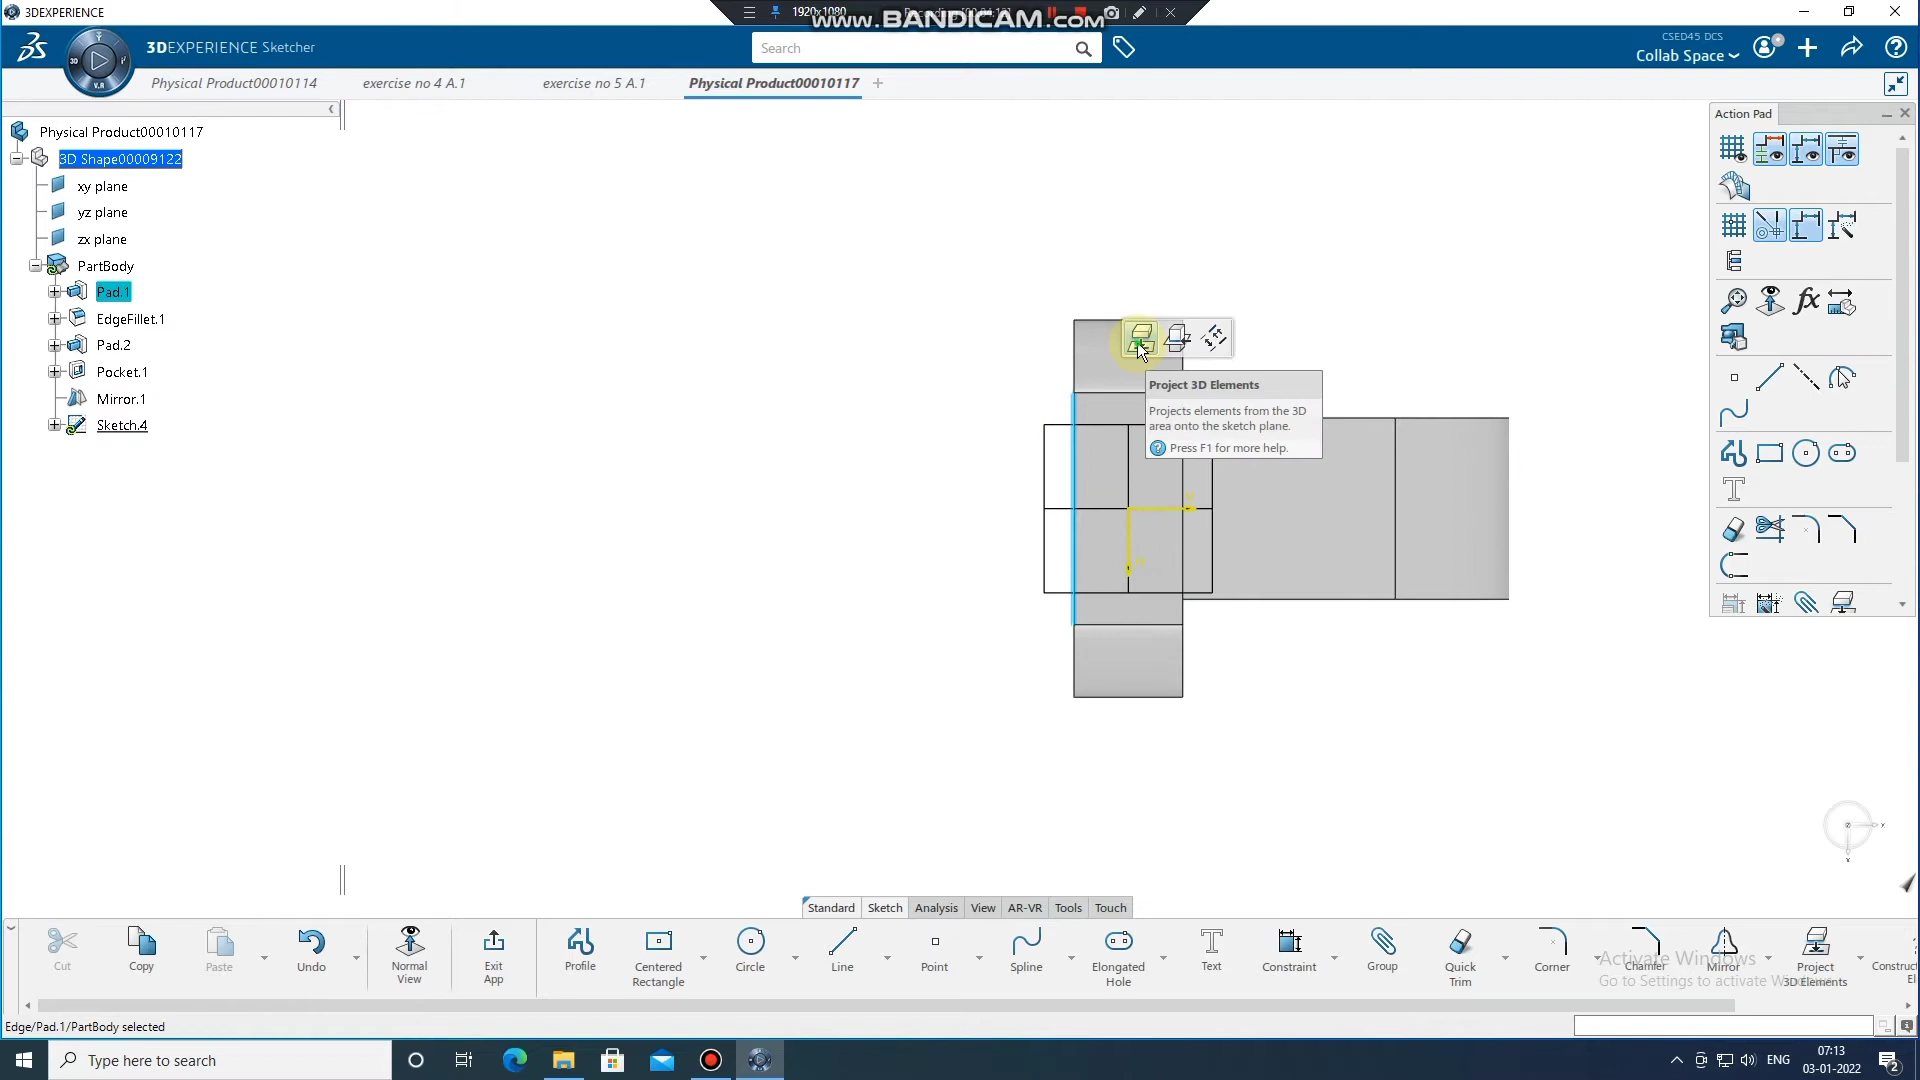 3DEXPERIENCE
1920x1080
www.BANDICAM.com
3DEXPERIENCE Sketcher
Search
CSED45 DCS
Collab Space
3D
V.R
Physical Product00010114
exercise no 4 A.1
exercise no 5 A.1
Physical Product00010117
Action Pad
Physical Product00010117
3D Shape00009122
xy plane
yz plane
zx plane
PartBody
Pad.1
EdgeFillet.1
Pad.2
Pocket.1
Mirror.1
Sketch.4
Project 3D Elements
Projects elements from the 3D
area onto the sketch plane.
Press F1 for more help.
Standard
Sketch
Analysis
View
AR-VR
Tools
Touch
Cut
Copy
Paste
Undo
Normal
View
Exit
App
Profile
Centered
Rectangle
Circle
Line
Point
Spline
Elongated
Hole
Text
Constraint
Group
Quick
Trim
Corner
Chamfer
Mirror
Project
3D Elements
Activate Windows
Go to Settings to activate Windows.
Edge/Pad.1/PartBody selected
Type here to search
ENG
07:13
03-01-2022
2